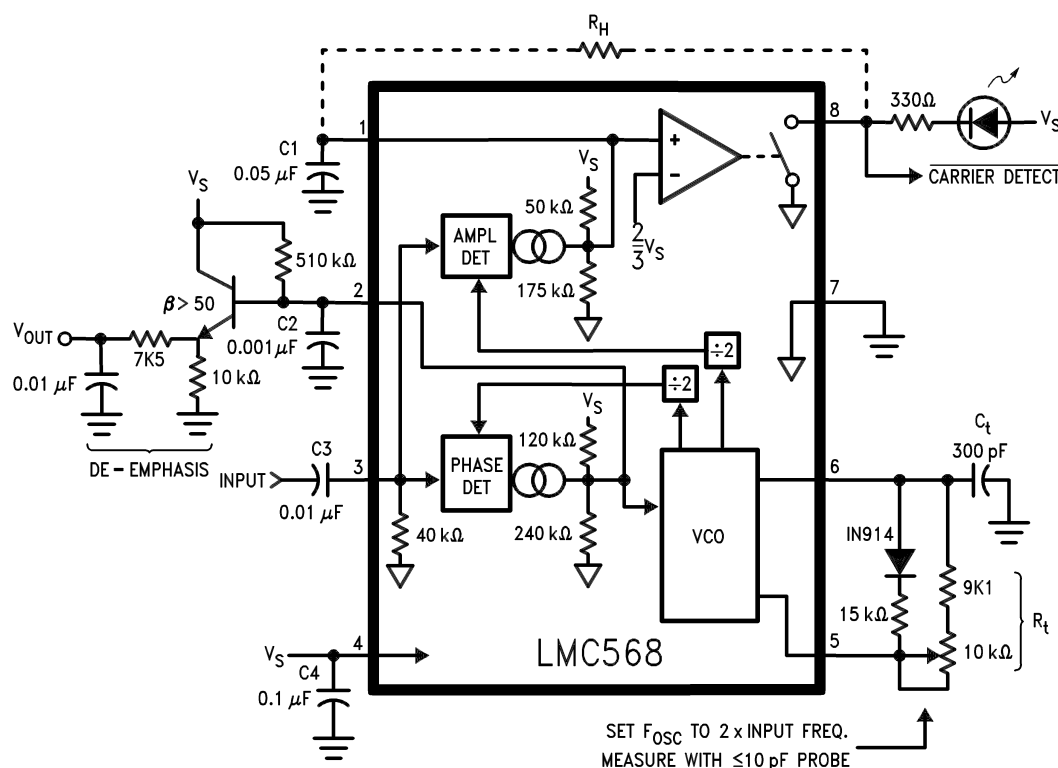 R_H
8
330Ω
V_S
CARRIER DETECT
1
C1
0.05 μF
+
−
2/3 V_S
V_S
50 kΩ
AMPL
DET
175 kΩ
V_S
510 kΩ
β > 50
2
7
C2
0.001 μF
V_OUT
7K5
10 kΩ
0.01 μF
DE-EMPHASIS
÷2
÷2
V_S
120 kΩ
C3
3
INPUT
0.01 μF
PHASE
DET
40 kΩ
240 kΩ
VCO
6
C_t
300 pF
IN914
9K1
15 kΩ
R_t
10 kΩ
5
V_S
4
C4
0.1 μF
LMC568
SET F_OSC TO 2 x INPUT FREQ.
MEASURE WITH ≤10 pF PROBE